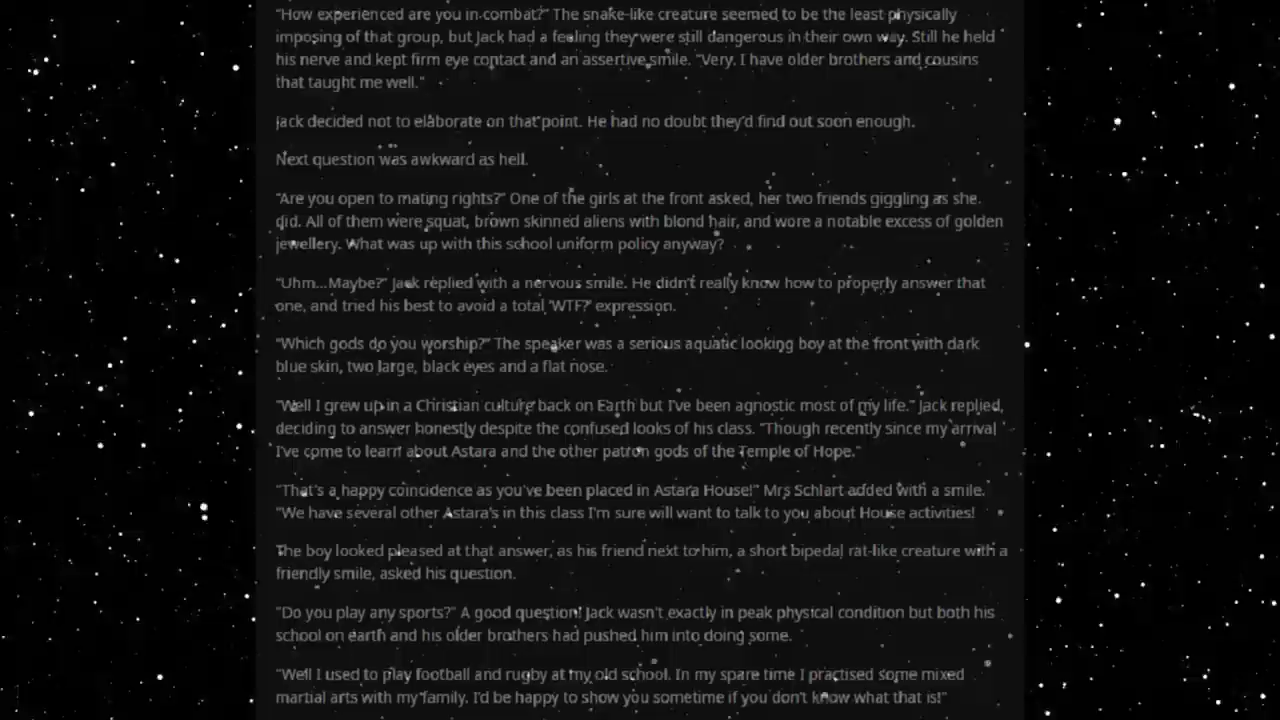 "How experienced are you in combat?" The snake-like creature seemed to be the least physically
imposing of that group, but Jack had a feeling they were still dangerous in their own way. Still he held
his nerve and kept firm eye contact and an assertive smile. "Very. I have older brothers and cousins
that taught me well."
Jack decided not to elaborate on that point. He had no doubt they'd find out soon enough.
Next question was awkward as hell.
"Are you open to mating rights?" One of the girls at the front asked, her two friends giggling as she
did. All of them were squat, brown skinned aliens with blond hair, and wore a notable excess of golden
jewellery. What was up with this school uniform policy anyway?
"Uhm...Maybe?" Jack replied with a nervous smile. He didn't really know how to properly answer that
one, and tried his best to avoid a total 'WTF?' expression.
"Which gods do you worship?" The speaker was a serious aquatic looking boy at the front with dark
blue skin, two large, black eyes and a flat nose.
"Well I grew up in a Christian culture back on Earth but I've been agnostic most of my life." Jack replied,
deciding to answer honestly despite the confused looks of his class. "Though recently since my arrival
I've come to learn about Astara and the other patron gods of the Temple of Hope."
"That's a happy coincidence as you've been placed in Astara House!" Mrs Schlart added with a smile.
"We have several other Astara's in this class I'm sure will want to talk to you about House activities!
The boy looked pleased at that answer, as his friend next to him, a short bipedal rat-like creature with a
friendly smile, asked his question.
"Do you play any sports?" A good question! Jack wasn't exactly in peak physical condition but both his
school on earth and his older brothers had pushed him into doing some.
"Well I used to play football and rugby at my old school. In my spare time I practised some mixed
martial arts with my family. I'd be happy to show you sometime if you don't know what that is!"